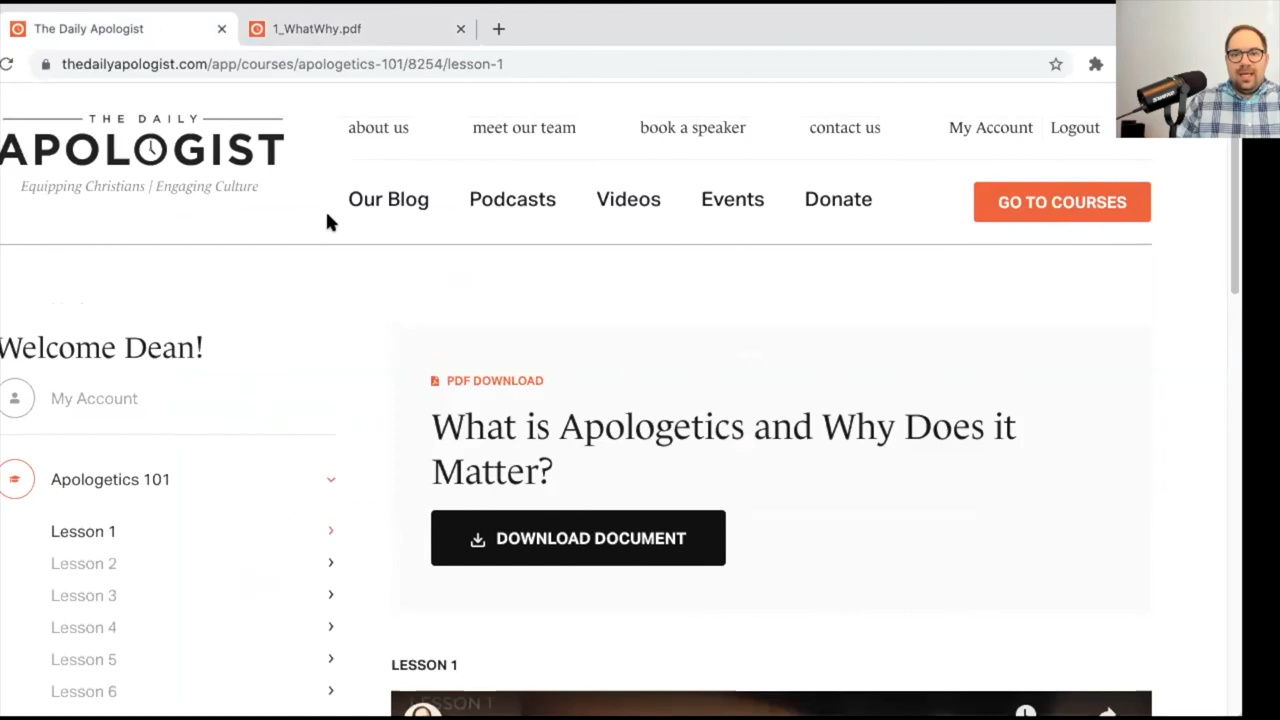 The Daily Apologist
1_WhatWhy.pdf
thedailyapologist.com/app/courses/apologetics-101/8254/lesson-1
THE DAILY
APOLOGIST
Equipping Christians | Engaging Culture
about us
meet our team
book a speaker
contact us
My Account
Logout
Our Blog
Podcasts
Videos
Events
Donate
GO TO COURSES
Welcome Dean!
My Account
Apologetics 101
Lesson 1
Lesson 2
Lesson 3
Lesson 4
Lesson 5
Lesson 6
PDF DOWNLOAD
What is Apologetics and Why Does it
Matter?
DOWNLOAD DOCUMENT
LESSON 1
LESSON 1